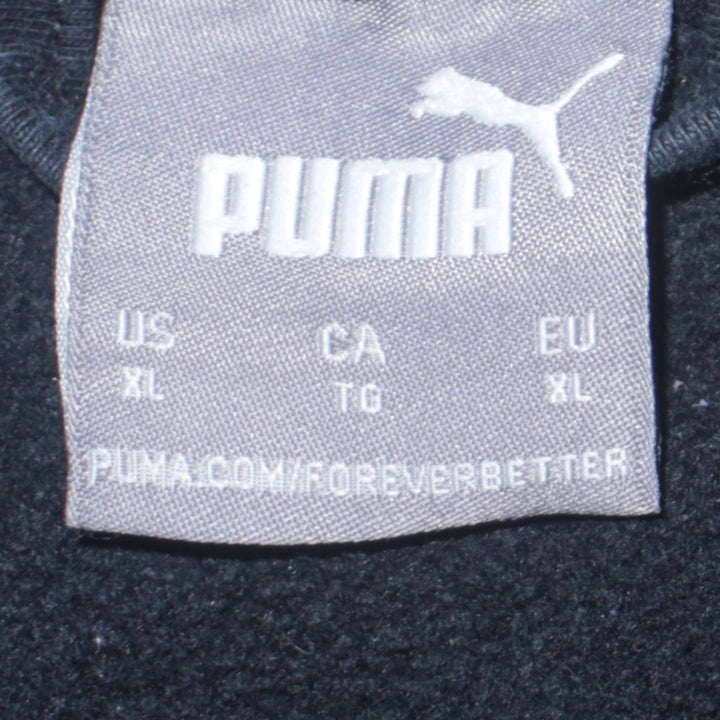 PUMA
US CA EU
XL TG XL
PUMA.COM/FOREVERBETTER